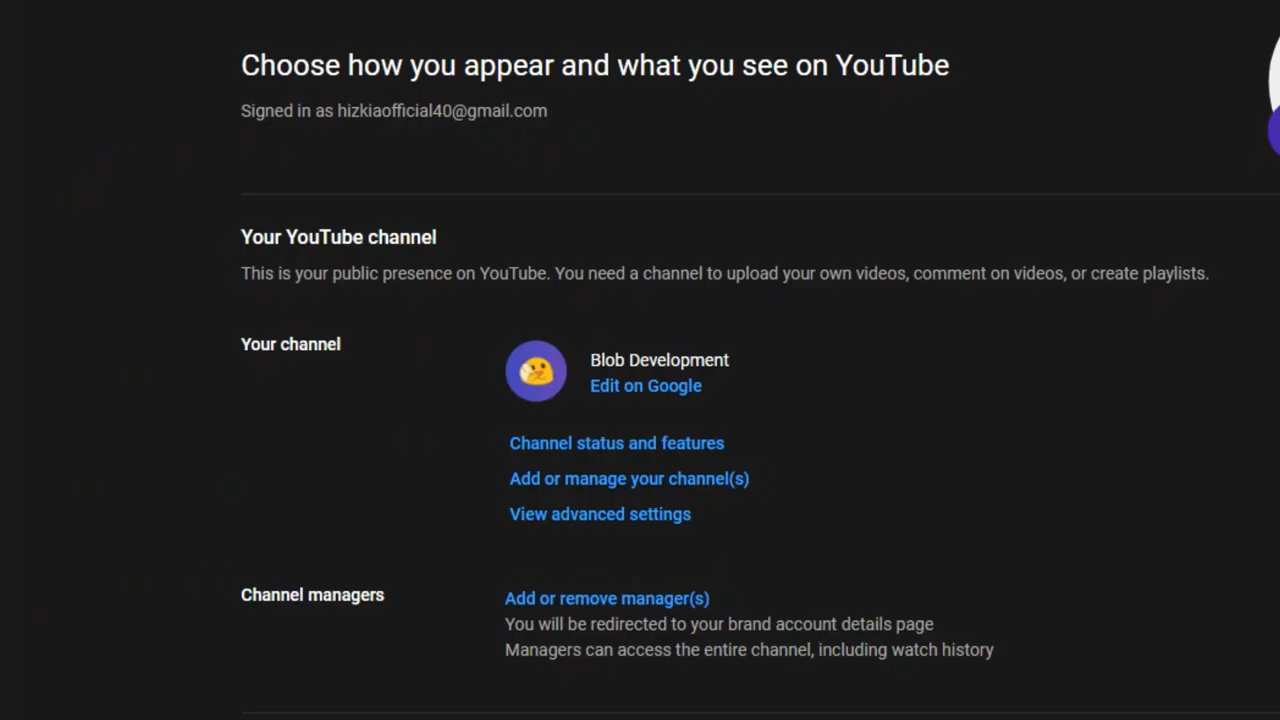 Choose how you appear and what you see on YouTube
Signed in as hizkiaofficial40@gmail.com
Your YouTube channel
This is your public presence on YouTube. You need a channel to upload your own videos, comment on videos, or create playlists.
Your channel
Blob Development
Edit on Google
Channel status and features
Add or manage your channel(s)
View advanced settings
Channel managers
Add or remove manager(s)
You will be redirected to your brand account details page
Managers can access the entire channel, including watch history